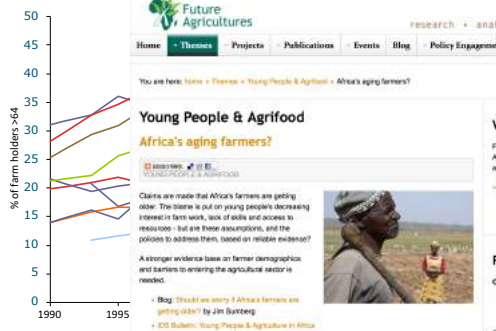 50
45
40
35
30
25
20
15
10
5
0
% of farm holders >64
1990
1995
Future
Agricultures
research • anal
Home
Themes
Projects
Publications
Events
Blog
Policy Engageme
You are here: Home » Themes » Young People & Agrifood » Africa's aging farmers?
Young People & Agrifood
Africa's aging farmers?
YOUNG PEOPLE & AGRIFOOD
Claims are made that Africa's farmers are getting
older. The blame is put on young people's decreasing
interest in farm work, lack of skills and access to
resources - but are these assumptions, and the
policies to address them, based on reliable evidence?
A stronger evidence base on farmer demographics
and barriers to entering the agricultural sector is
needed.
Blog: Should we worry if Africa's farmers are
getting older? by Jim Sumberg
IDS Bulletin: Young People & Agriculture in Africa